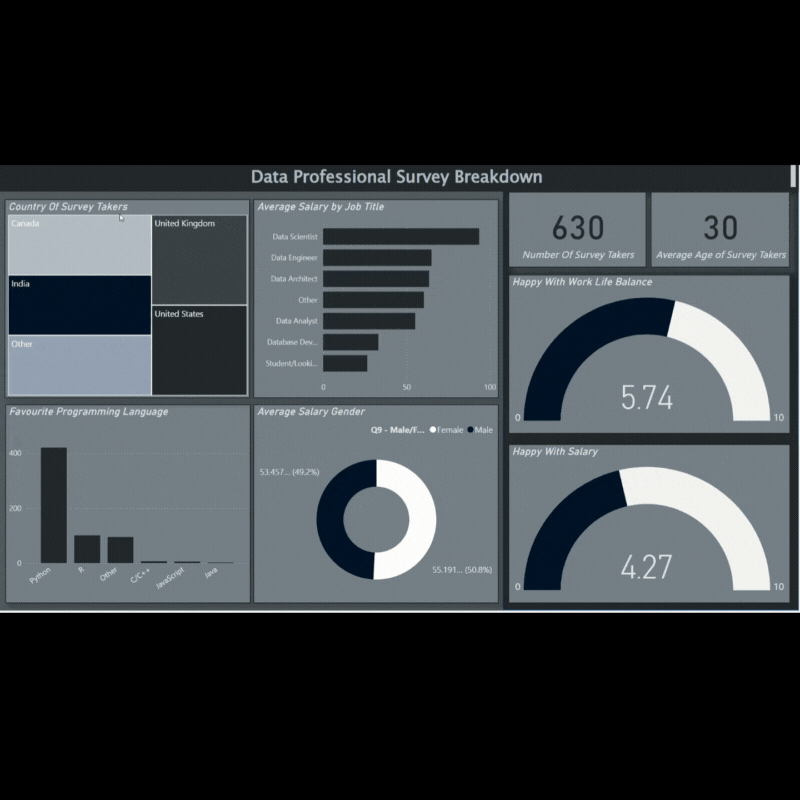 Data Professional Survey Breakdown
Country Of Survey Takers
Canada
India
Other
United Kingdom
United States
Average Salary by Job Title
Data Scientist
Data Engineer
Data Architect
Other
Data Analyst
Database Dev...
Student/Looki...
0 50 100
630
Number Of Survey Takers
30
Average Age of Survey Takers
Happy With Work Life Balance
5.74
0 10
Favourite Programming Language
400
200
0
Python R Other C/C++ JavaScript Java
Average Salary Gender
Q9 - Male/F... Female Male
53.457... (49.2%)
55.191... (50.8%)
Happy With Salary
4.27
0 10